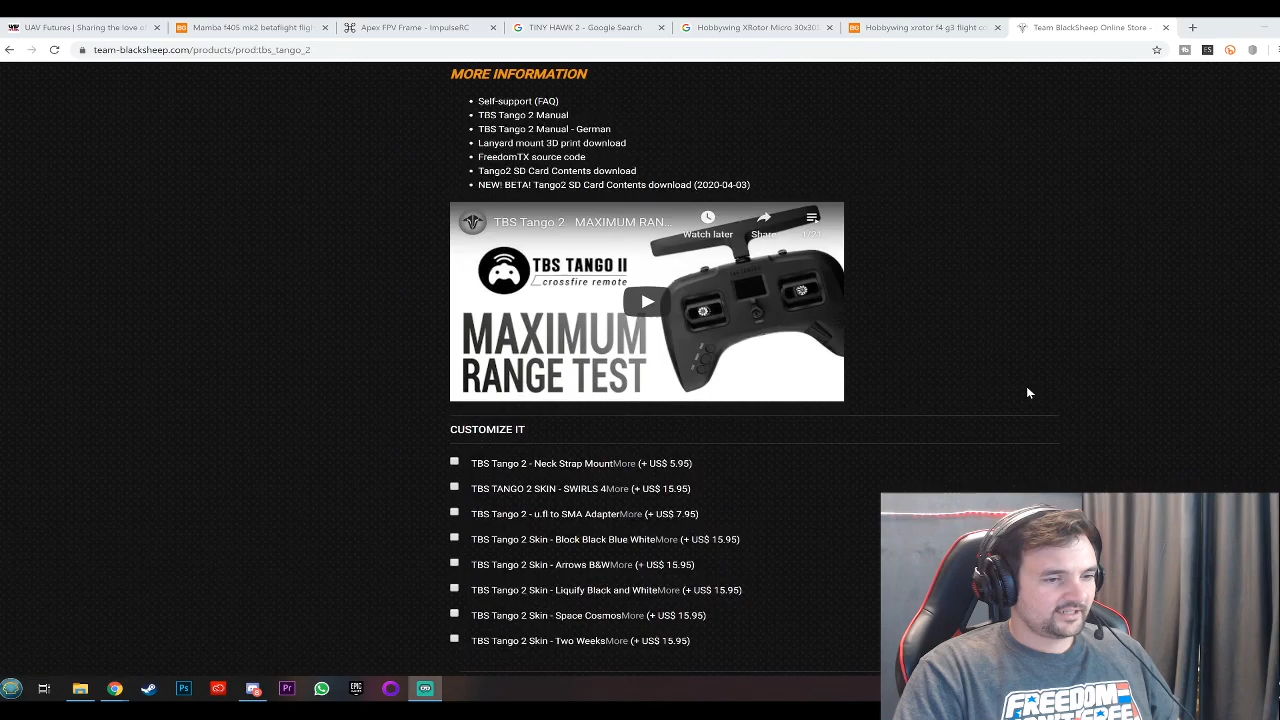 UAV Futures | Sharing the love o
Mamba f405 mk2 betaflight flig
Apex FPV Frame - ImpulseRC
TINY HAWK 2 - Google Search
Hobbywing XRotor Micro 30x30
Hobbywing xrotor f4 g3 flight co
Team BlackSheep Online Store -
team-blacksheep.com/products/prod:tbs_tango_2
MORE INFORMATION
• Self-support (FAQ)
• TBS Tango 2 Manual
• TBS Tango 2 Manual - German
• Lanyard mount 3D print download
• FreedomTX source code
• Tango2 SD Card Contents download
• NEW! BETA! Tango2 SD Card Contents download (2020-04-03)
TBS Tango 2 MAXIMUM RAN...
Watch later
Share
1/21
TBS TANGO II
crossfire remote
MAXIMUM
RANGE TEST
CUSTOMIZE IT
TBS Tango 2 - Neck Strap MountMore (+ US$ 5.95)
TBS TANGO 2 SKIN - SWIRLS 4More (+ US$ 15.95)
TBS Tango 2 - u.fl to SMA AdapterMore (+ US$ 7.95)
TBS Tango 2 Skin - Block Black Blue WhiteMore (+ US$ 15.95)
TBS Tango 2 Skin - Arrows B&WMore (+ US$ 15.95)
TBS Tango 2 Skin - Liquify Black and WhiteMore (+ US$ 15.95)
TBS Tango 2 Skin - Space CosmosMore (+ US$ 15.95)
TBS Tango 2 Skin - Two WeeksMore (+ US$ 15.95)
Ps
Pr
EPIC
FREEDOM